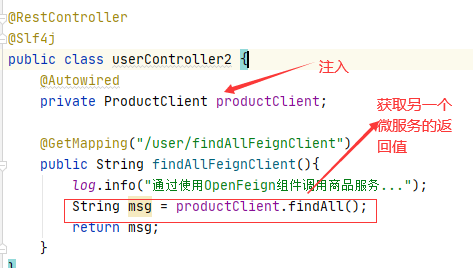 @RestController
@Slf4j
public class userController2 {
@Autowired
注入
private ProductClient productClient;
获取另一个
微服务的返
回值
@GetMapping("/user/findAllFeignClient")
public String findAllFeignClient(){
log.info("通过使用OpenFeign组件调用商品服务...");
String msg = productClient.findAll();
return msg;
}
}